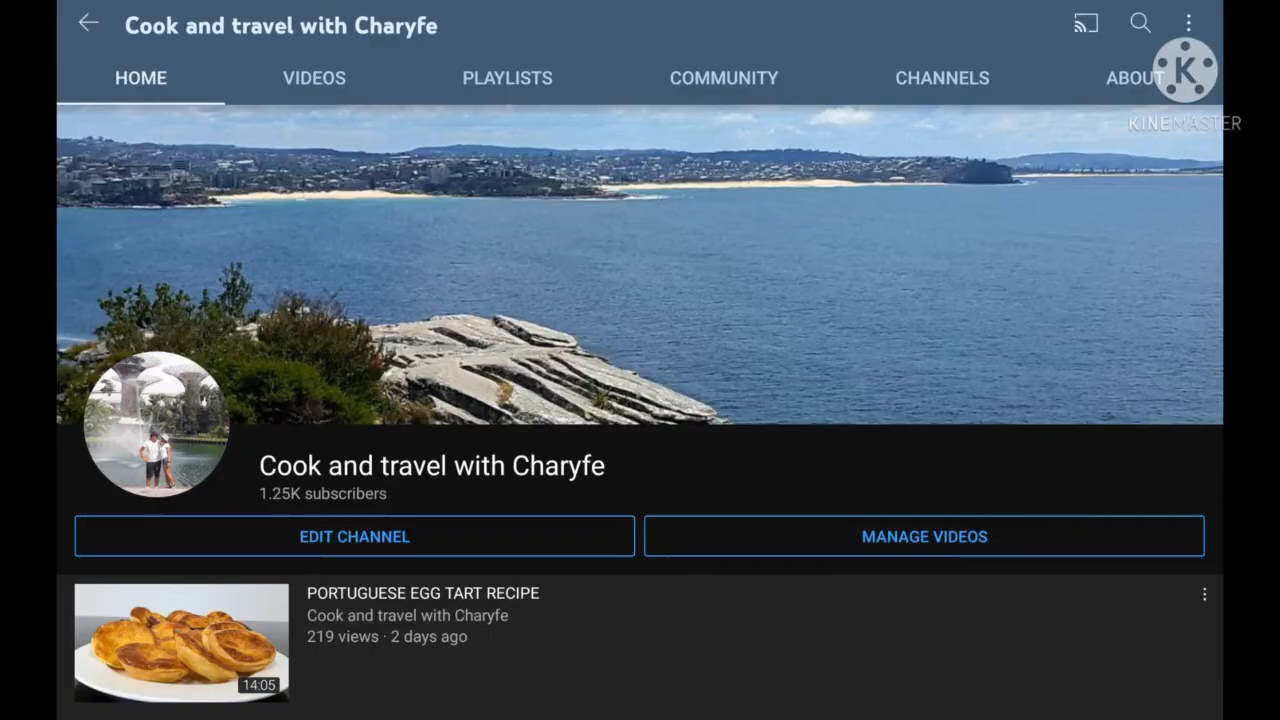 Cook and travel with Charyfe
HOME VIDEOS PLAYLISTS COMMUNITY CHANNELS ABOUT
K
KINEMASTER
Cook and travel with Charyfe
1.25K subscribers
EDIT CHANNEL MANAGE VIDEOS
PORTUGUESE EGG TART RECIPE
Cook and travel with Charyfe
219 views · 2 days ago
14:05